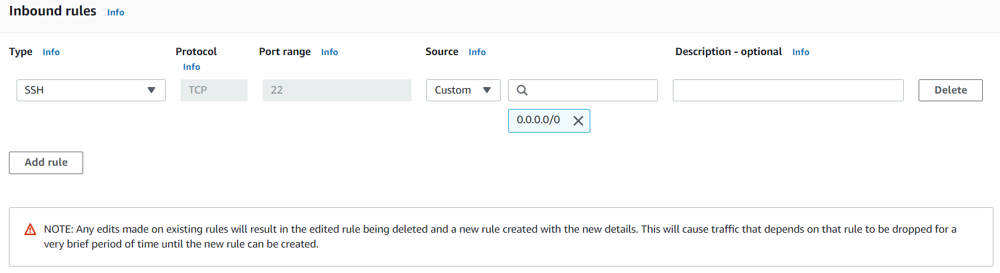 Inbound rules Info
Type Info Protocol Info Port range Info Source Info Description - optional Info
SSH TCP 22 Custom Delete
0.0.0.0/0
Add rule
NOTE: Any edits made on existing rules will result in the edited rule being deleted and a new rule created with the new details. This will cause traffic that depends on that rule to be dropped for a
very brief period of time until the new rule can be created.